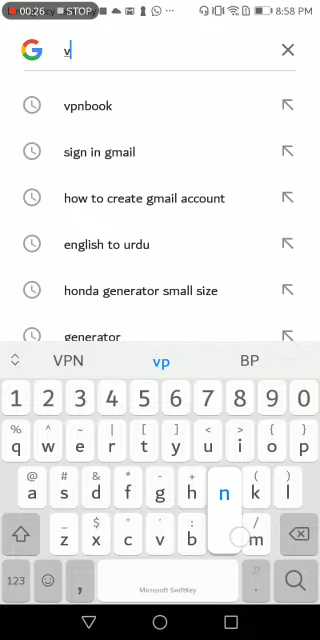 00:26 STOP 8:58 PM
v
vpnbook
sign in gmail
how to create gmail account
english to urdu
honda generator small size
generator
VPN vp BP
1 2 3 4 5 6 7 8 9 0
% ^ ~ | [ ] < > { }
q w e r t y u i o p
@ # & * - + ( )
a s d f g h n k l
_ $ " ' : /
z x c v b m
123 , Microsoft SwiftKey .